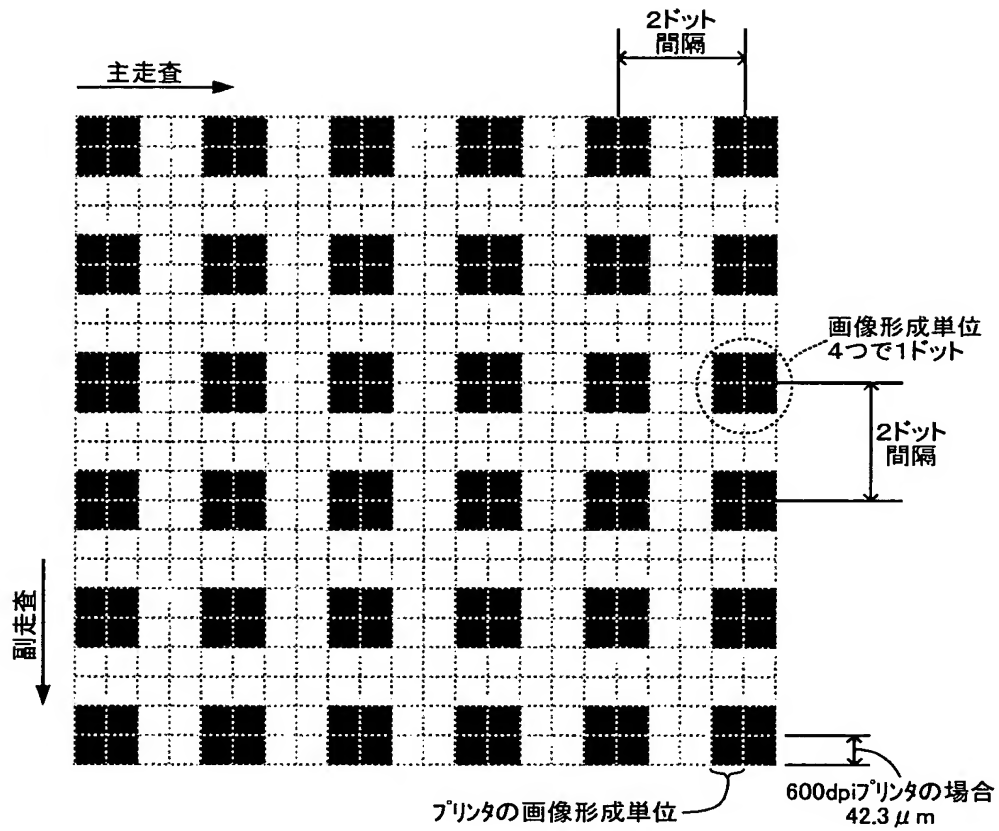 2ドット
間隔
主走査
画像形成単位
4つで1ドット
2ドット
間隔
副走査
プリンタの画像形成単位
600dpiプリンタの場合
42.3μm